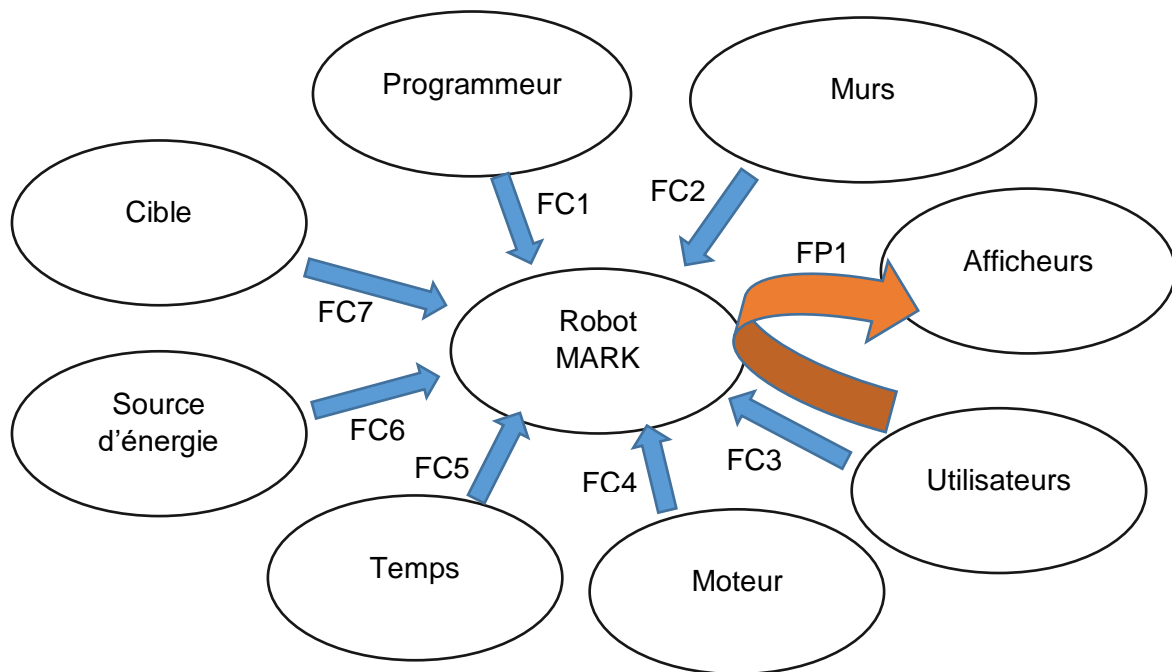 Programmeur
Murs
Cible
FC1
FC2
FP1
Afficheurs
FC7
Robot
MARK
Source
d’énergie
FC6
FC5
FC4
FC3
Utilisateurs
Temps
Moteur